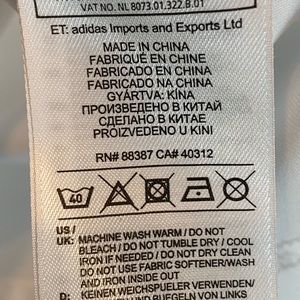 VAT NO. NL 8073.01.322.B.01
ET: adidas Imports and Exports Ltd
MADE IN CHINA
FABRIQUÉ EN CHINE
FABRICADO EN CHINA
FABRICADO NA CHINA
GYÁRTVA: KÍNA
ПРОИЗВЕДЕНО В КИТАЙ
СДЕЛАНО В КИТАЕ
PROIZVEDENO U KINI
RN# 88387 CA# 40312
40
US /
UK: MACHINE WASH WARM / DO NOT
BLEACH / DO NOT TUMBLE DRY / COOL
IRON IF NEEDED / DO NOT DRY CLEAN
DO NOT USE FABRIC SOFTENER/WASH
AND IRON INSIDE OUT
D: KEINEN WEICHSPUELER VERWENDEN/
UND BUEGELN VON LINKS